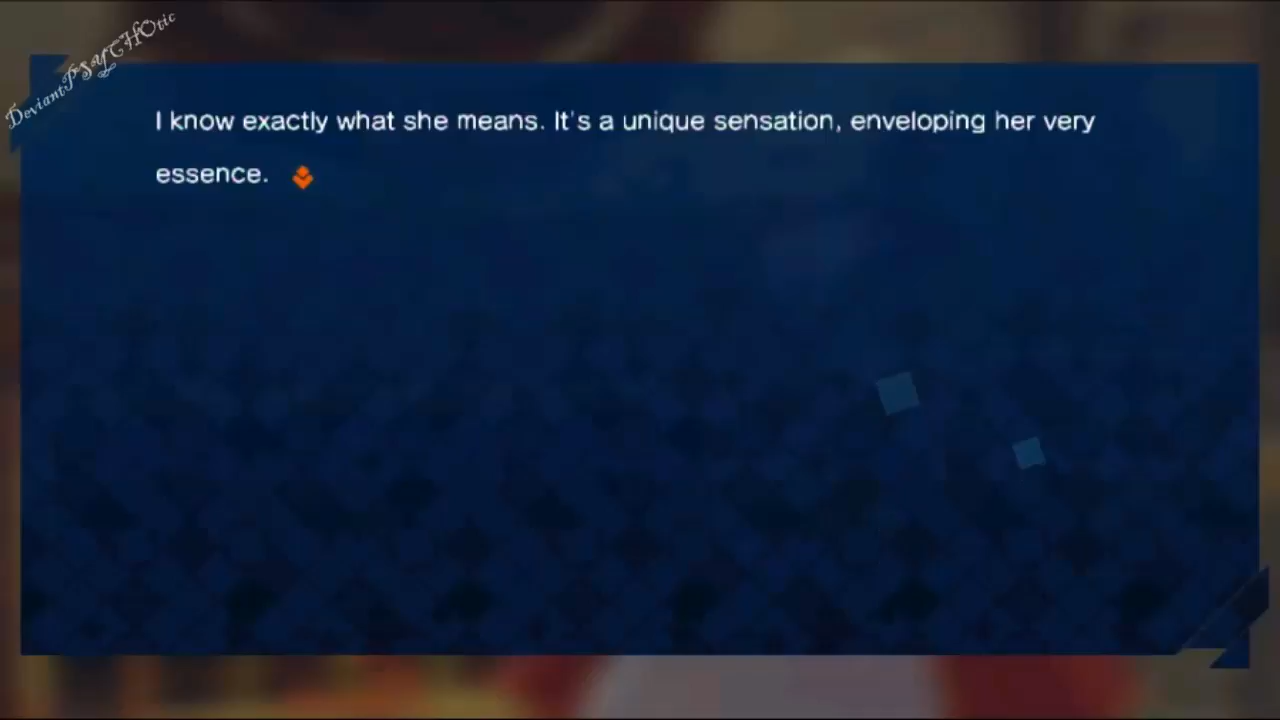 DeviantPSYCHOtic
I know exactly what she means. It's a unique sensation, enveloping her very
essence.